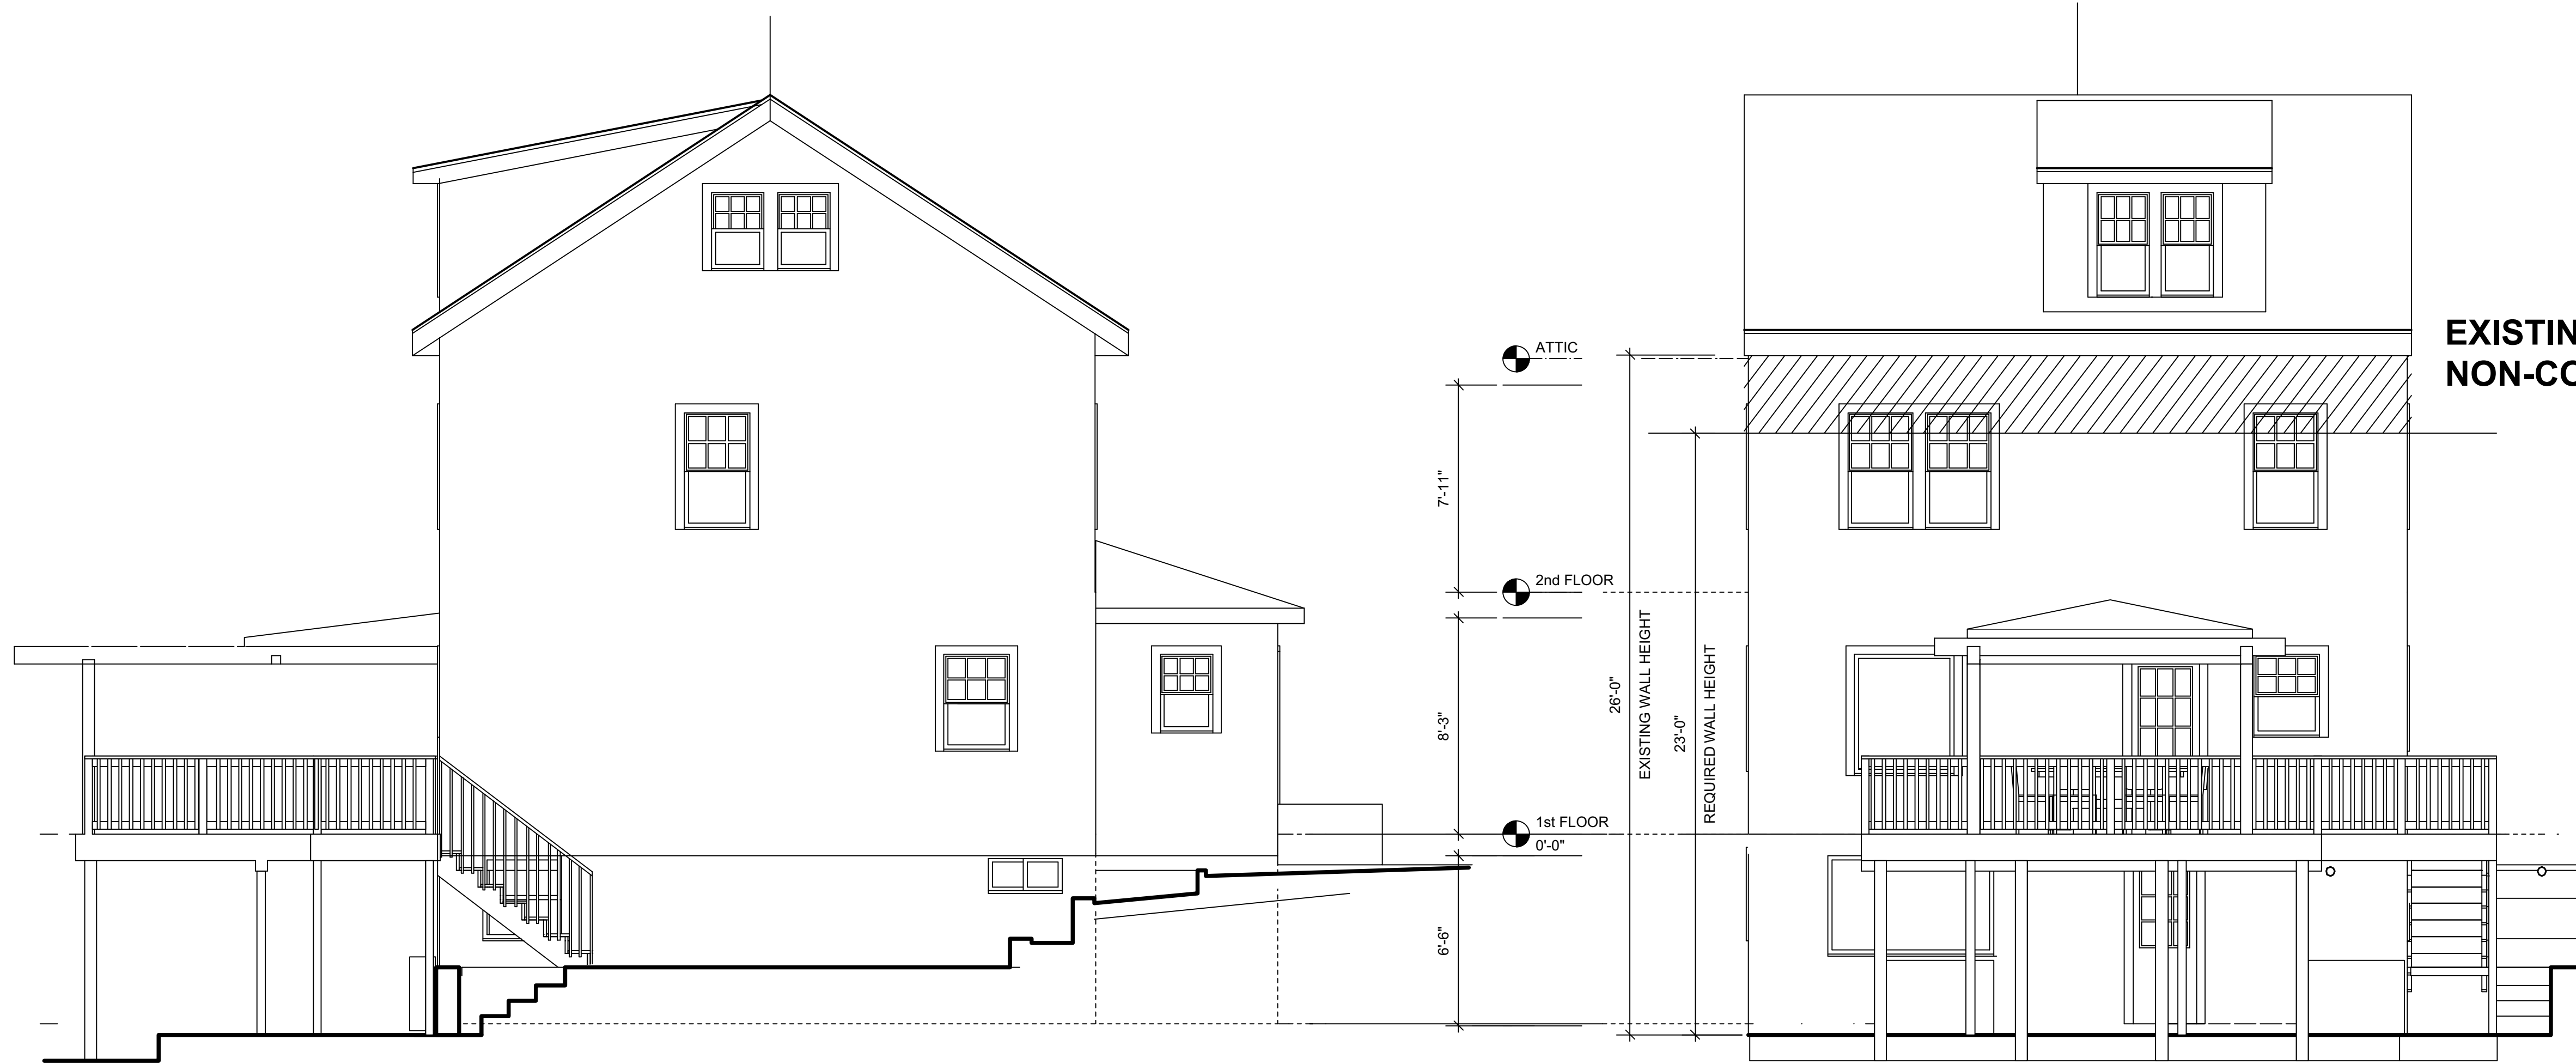 EXISTIN
NON-CO
ATTIC
7'-11"
2nd FLOOR
8'-3"
26'-0"
EXISTING WALL HEIGHT
23'-0"
REQUIRED WALL HEIGHT
1st FLOOR
0'-0"
6'-6"